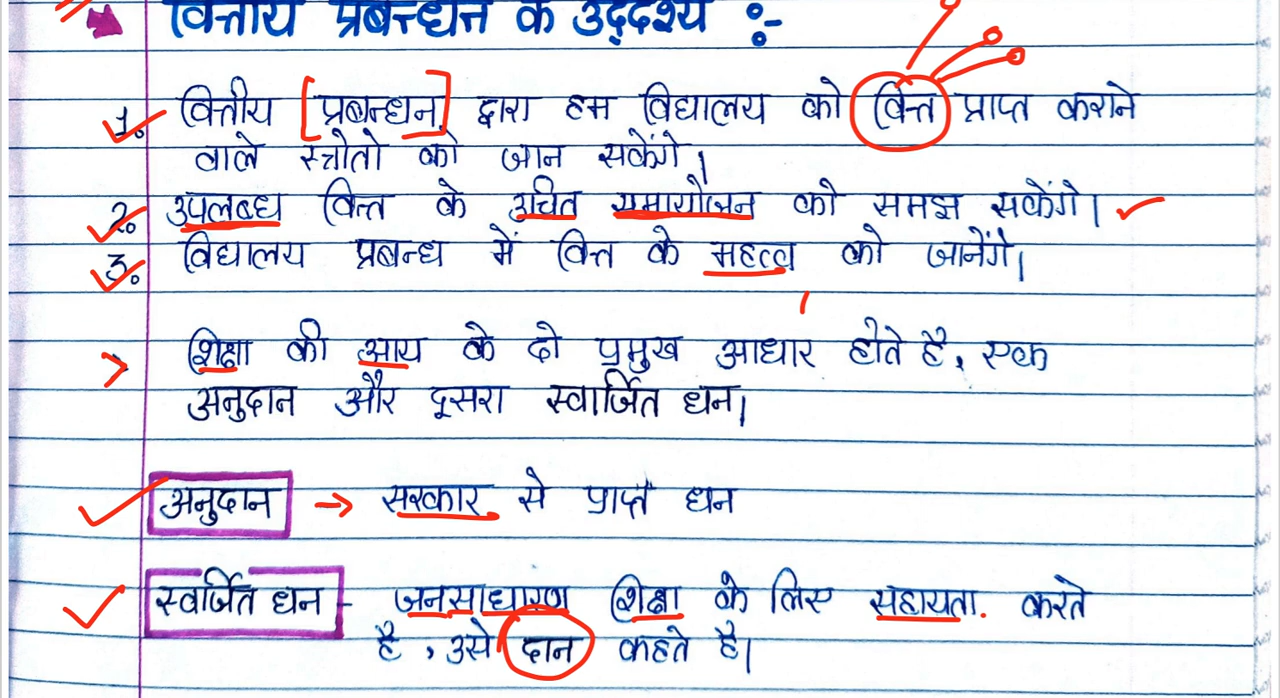 वित्तीय प्रबन्धन के उद्देश्य :-
1. वित्तीय [प्रबन्धन] द्वारा हम विद्यालय को वित्त प्राप्त कराने
वाले स्त्रोतो को जान सकेंगे।
2. उपलब्ध वित्त के उचित समायोजन को समझ सकेंगे।
3. विद्यालय प्रबन्ध में वित्त के महत्व को जानेंगे।
शिक्षा की आय के दो प्रमुख आधार होते है, एक
अनुदान और दूसरा स्वार्जित धन।
अनुदान → सरकार से प्राप्त धन
स्वार्जित धन - जनसाधारण शिक्षा के लिए सहायता. करते
है, उसे दान कहते है।